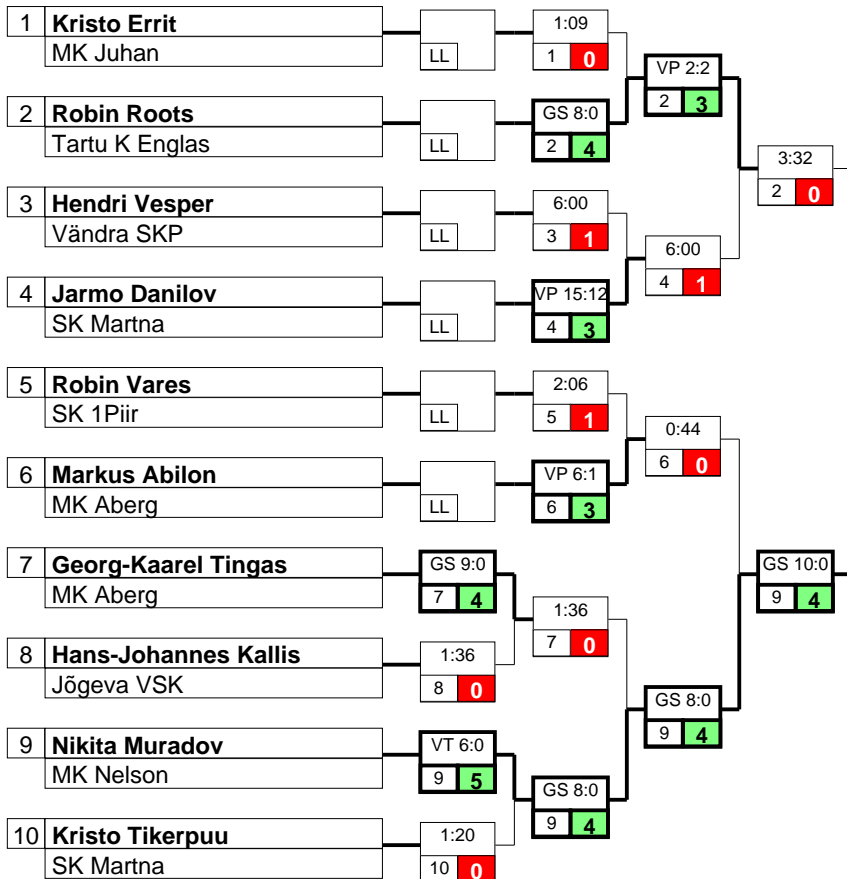 1 Kristo Errit
MK Juhan
LL
1:09
1 0
VP 2:2
2 3
2 Robin Roots
Tartu K Englas
LL
GS 8:0
2 4
3:32
2 0
3 Hendri Vesper
Vändra SKP
LL
6:00
3 1
6:00
4 1
4 Jarmo Danilov
SK Martna
LL
VP 15:12
4 3
5 Robin Vares
SK 1Piir
LL
2:06
5 1
0:44
6 0
6 Markus Abilon
MK Aberg
LL
VP 6:1
6 3
7 Georg-Kaarel Tingas
MK Aberg
GS 9:0
7 4
GS 10:0
9 4
1:36
7 0
8 Hans-Johannes Kallis
Jõgeva VSK
1:36
8 0
GS 8:0
9 4
9 Nikita Muradov
MK Nelson
VT 6:0
9 5
GS 8:0
9 4
10 Kristo Tikerpuu
SK Martna
1:20
10 0